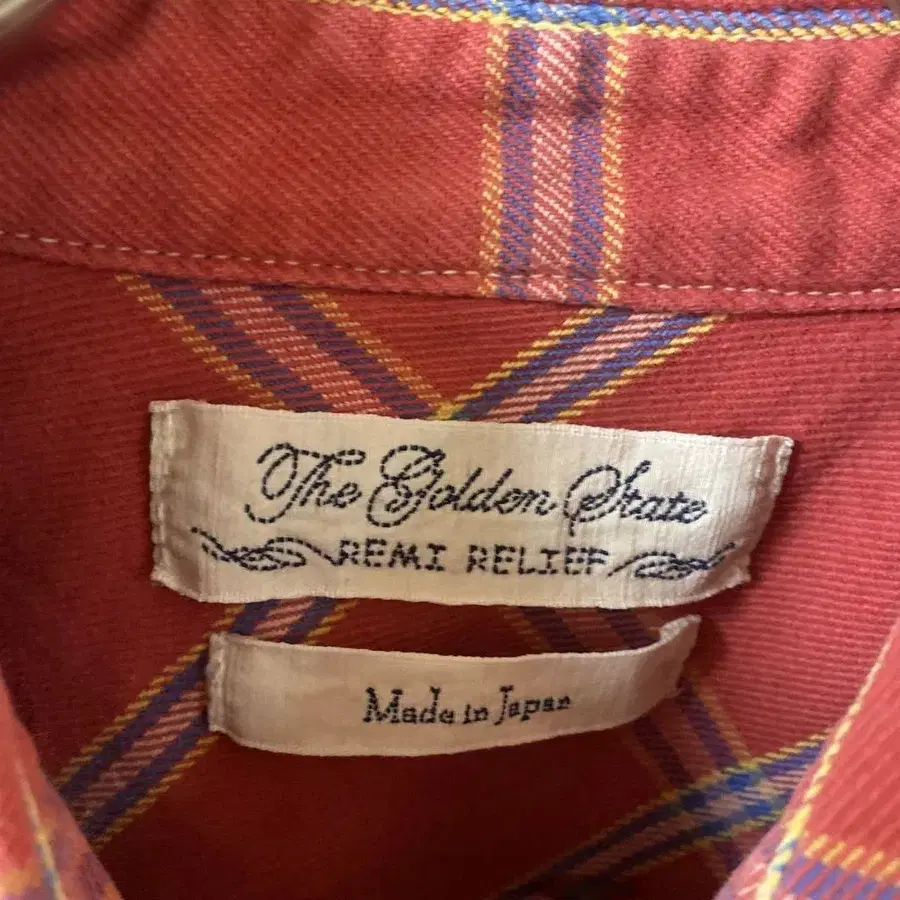 The Golden State
REMI RELIEF
Made in Japan